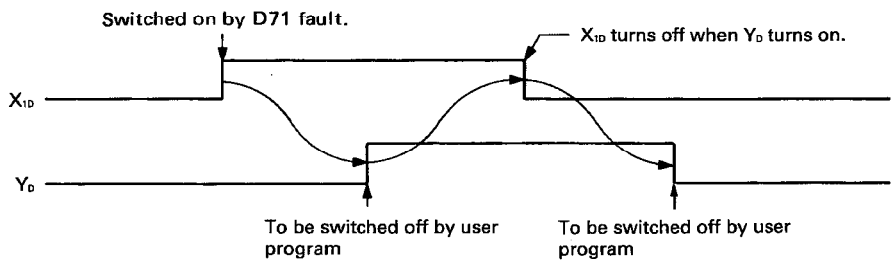 Switched on by D71 fault.
X1D turns off when YD turns on.
X1D
YD
To be switched off by user
program
To be switched off by user
program